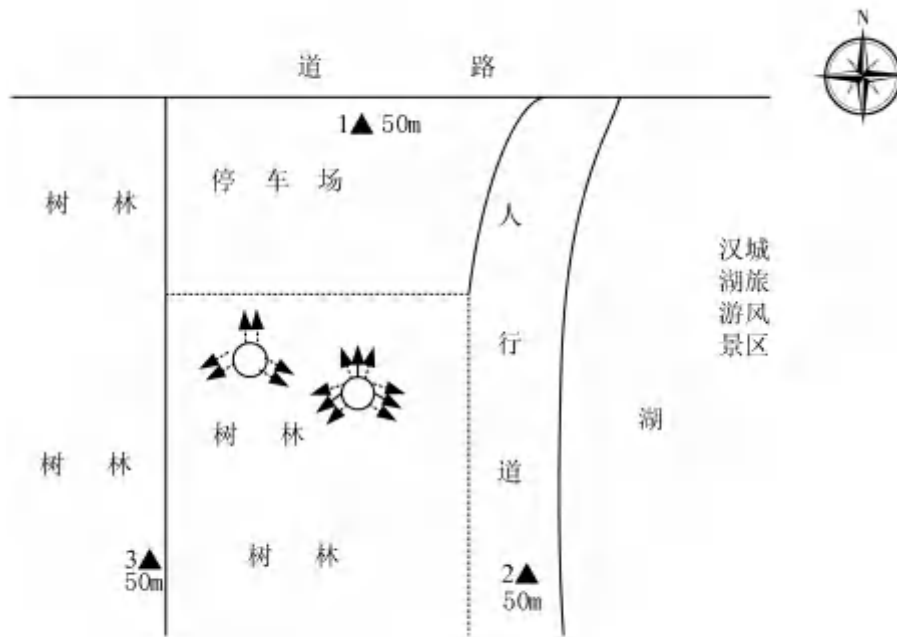 N
道 路
1▲ 50m
停 车 场
树 林
人行道
汉城
湖旅
游风
景区
树 林
湖
树 林
树 林
3▲
50m
2▲
50m